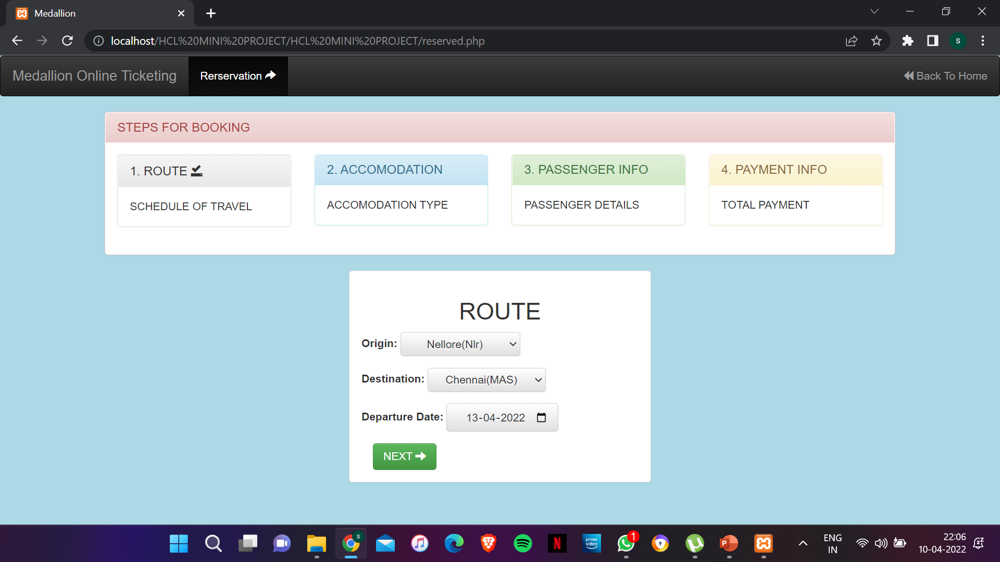 Medallion
localhost/HCL%20MINI%20PROJECT/HCL%20MINI%20PROJECT/reserved.php
S
Medallion Online Ticketing
Rerservation
Back To Home
STEPS FOR BOOKING
1. ROUTE
2. ACCOMODATION
3. PASSENGER INFO
4. PAYMENT INFO
SCHEDULE OF TRAVEL
ACCOMODATION TYPE
PASSENGER DETAILS
TOTAL PAYMENT
ROUTE
Origin: Nellore(Nlr)
Destination: Chennai(MAS)
Departure Date: 13-04-2022
NEXT
S
N
prime video
1
P
ENG
IN
22:06
10-04-2022